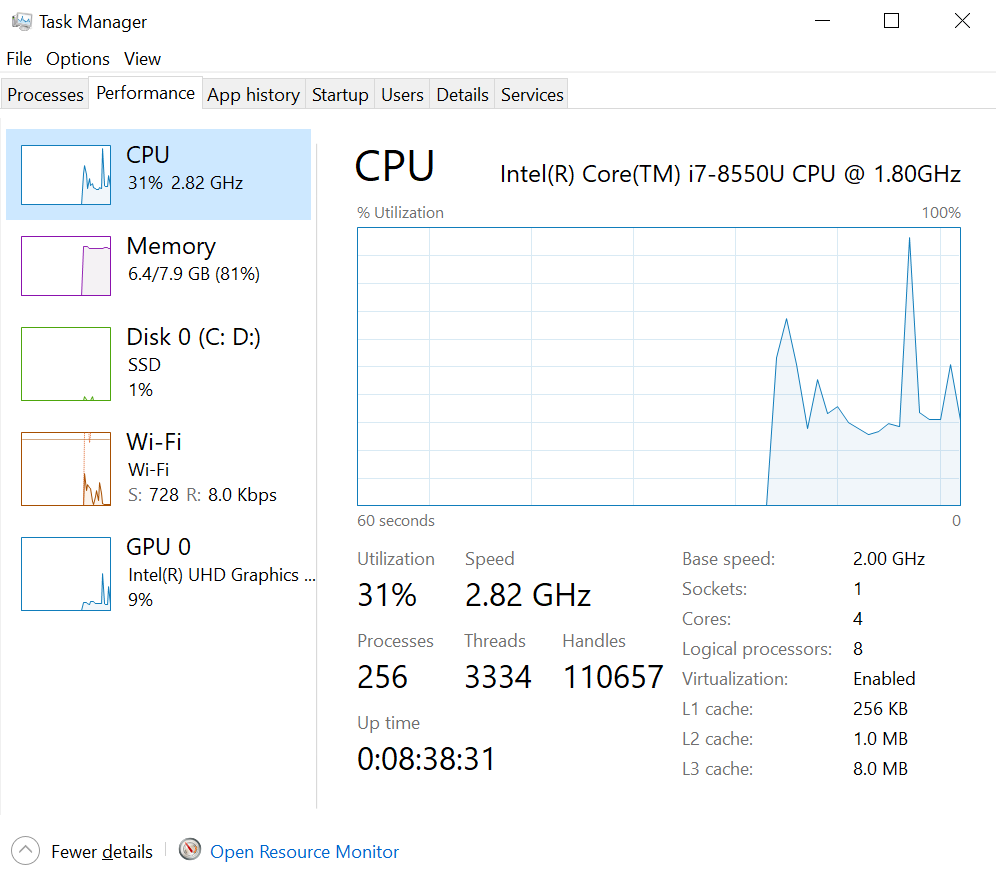 Task Manager
File Options View
Processes Performance App history Startup Users Details Services
CPU
31% 2.82 GHz
Memory
6.4/7.9 GB (81%)
Disk 0 (C: D:)
SSD
1%
Wi-Fi
Wi-Fi
S: 728 R: 8.0 Kbps
GPU 0
Intel(R) UHD Graphics ...
9%
CPU Intel(R) Core(TM) i7-8550U CPU @ 1.80GHz
% Utilization 100%
60 seconds 0
Utilization Speed
31% 2.82 GHz
Processes Threads Handles
256 3334 110657
Up time
0:08:38:31
Base speed: 2.00 GHz
Sockets: 1
Cores: 4
Logical processors: 8
Virtualization: Enabled
L1 cache: 256 KB
L2 cache: 1.0 MB
L3 cache: 8.0 MB
Fewer details Open Resource Monitor